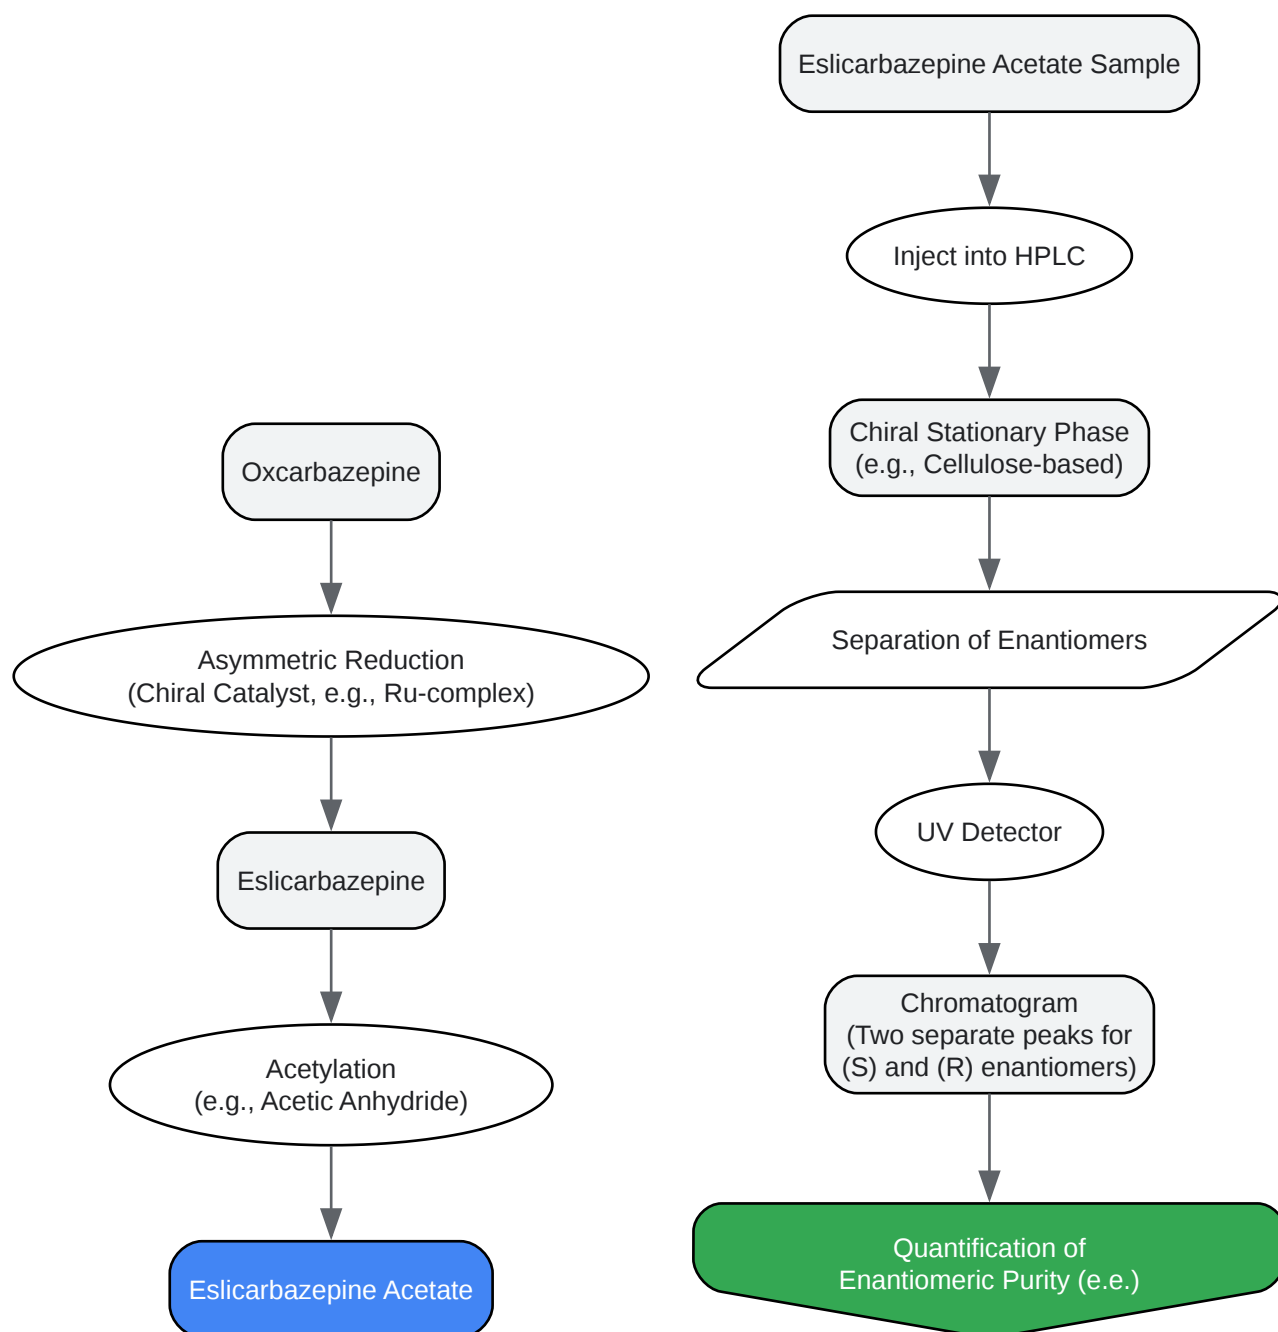 Oxcarbazepine
Asymmetric Reduction
(Chiral Catalyst, e.g., Ru-complex)
Eslicarbazepine
Acetylation
(e.g., Acetic Anhydride)
Eslicarbazepine Acetate
Eslicarbazepine Acetate Sample
Inject into HPLC
Chiral Stationary Phase
(e.g., Cellulose-based)
Separation of Enantiomers
UV Detector
Chromatogram
(Two separate peaks for
(S) and (R) enantiomers)
Quantification of
Enantiomeric Purity (e.e.)